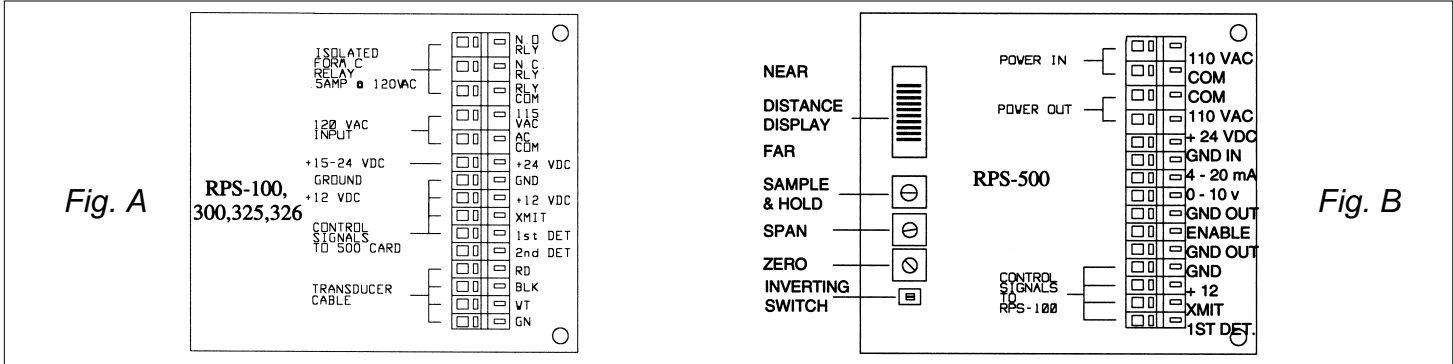 Fig. A
ISOLATED
FORM C
RELAY
.5AMP @ 120VAC
120 VAC
INPUT
+15-24 VDC
GROUND
+12 VDC
CONTROL
SIGNALS
TO 500 CARD
TRANSDUCER
CABLE
RPS-100,
300,325,326
N.O
RLY
N.C.
RLY
RLY
COM
115
VAC
AC
COM
+24 VDC
GND
+12 VDC
XMIT
1st DET
2nd DET
RD
BLK
WT
GN
NEAR
DISTANCE
DISPLAY
FAR
SAMPLE
& HOLD
SPAN
ZERO
INVERTING
SWITCH
RPS-500
POWER IN
POWER OUT
CONTROL
SIGNALS
TO
RPS-100
110 VAC
COM
COM
110 VAC
+ 24 VDC
GND IN
4 - 20 mA
0 - 10 v
GND OUT
ENABLE
GND OUT
GND
+ 12
XMIT
1ST DET.
Fig. B